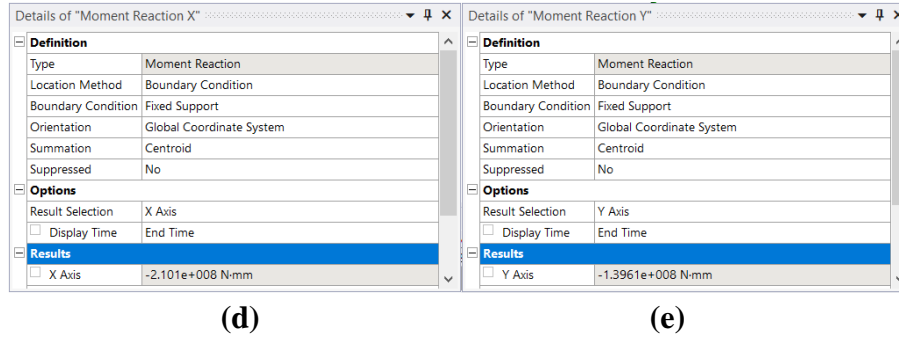 Details of "Moment Reaction X"
Definition
Type Moment Reaction
Location Method Boundary Condition
Boundary Condition Fixed Support
Orientation Global Coordinate System
Summation Centroid
Suppressed No
Options
Result Selection X Axis
Display Time End Time
Results
X Axis -2.101e+008 N·mm
(d)
Details of "Moment Reaction Y"
Definition
Type Moment Reaction
Location Method Boundary Condition
Boundary Condition Fixed Support
Orientation Global Coordinate System
Summation Centroid
Suppressed No
Options
Result Selection Y Axis
Display Time End Time
Results
Y Axis -1.3961e+008 N·mm
(e)